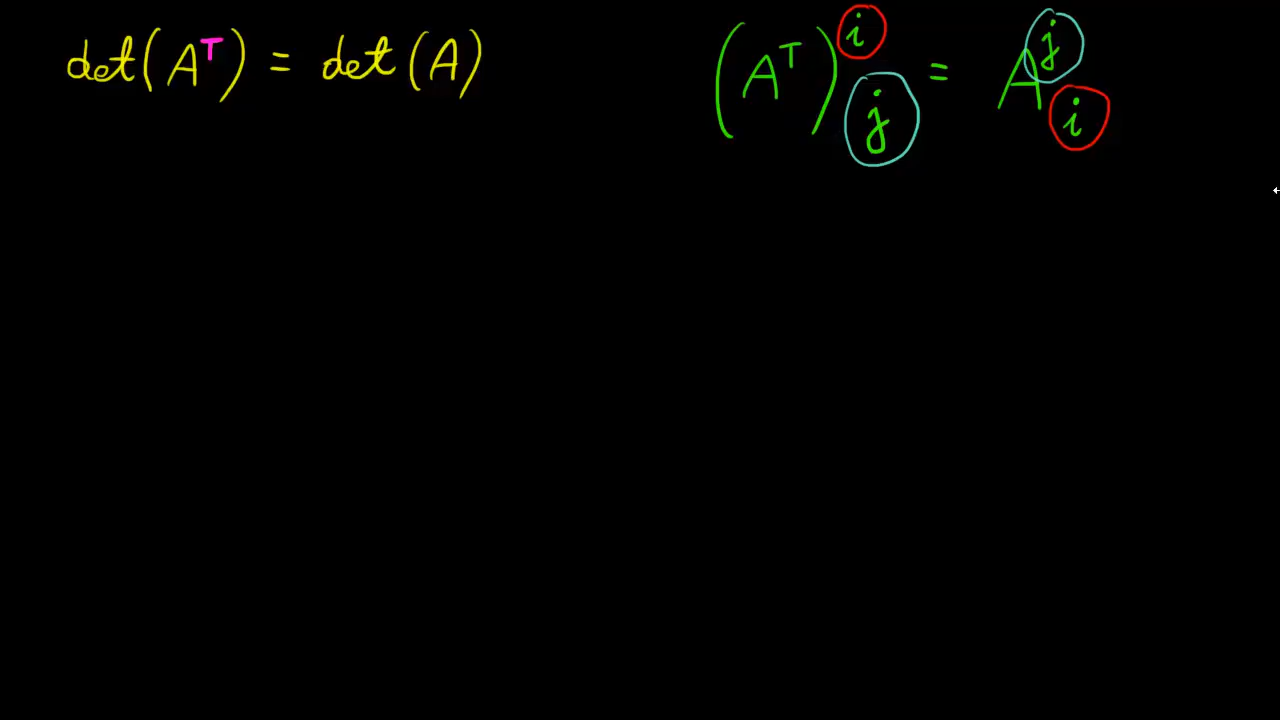 det(Aᵀ) = det(A)
(Aᵀ)ⁱⱼ = Aʲᵢ